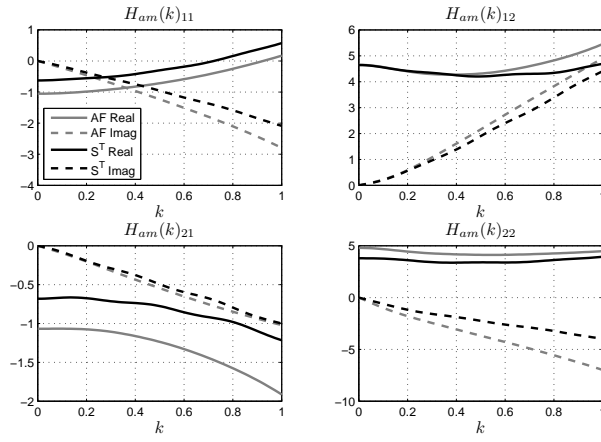 H_{am}(k)_{11}
1
0
−1
−2
−3
−4
0 0.2 0.4 0.6 0.8 1
k
AF Real
AF Imag
S^T Real
S^T Imag
H_{am}(k)_{12}
6
5
4
3
2
1
0
0 0.2 0.4 0.6 0.8 1
k
H_{am}(k)_{21}
0
−0.5
−1
−1.5
−2
0 0.2 0.4 0.6 0.8 1
k
H_{am}(k)_{22}
5
0
−5
−10
0 0.2 0.4 0.6 0.8 1
k